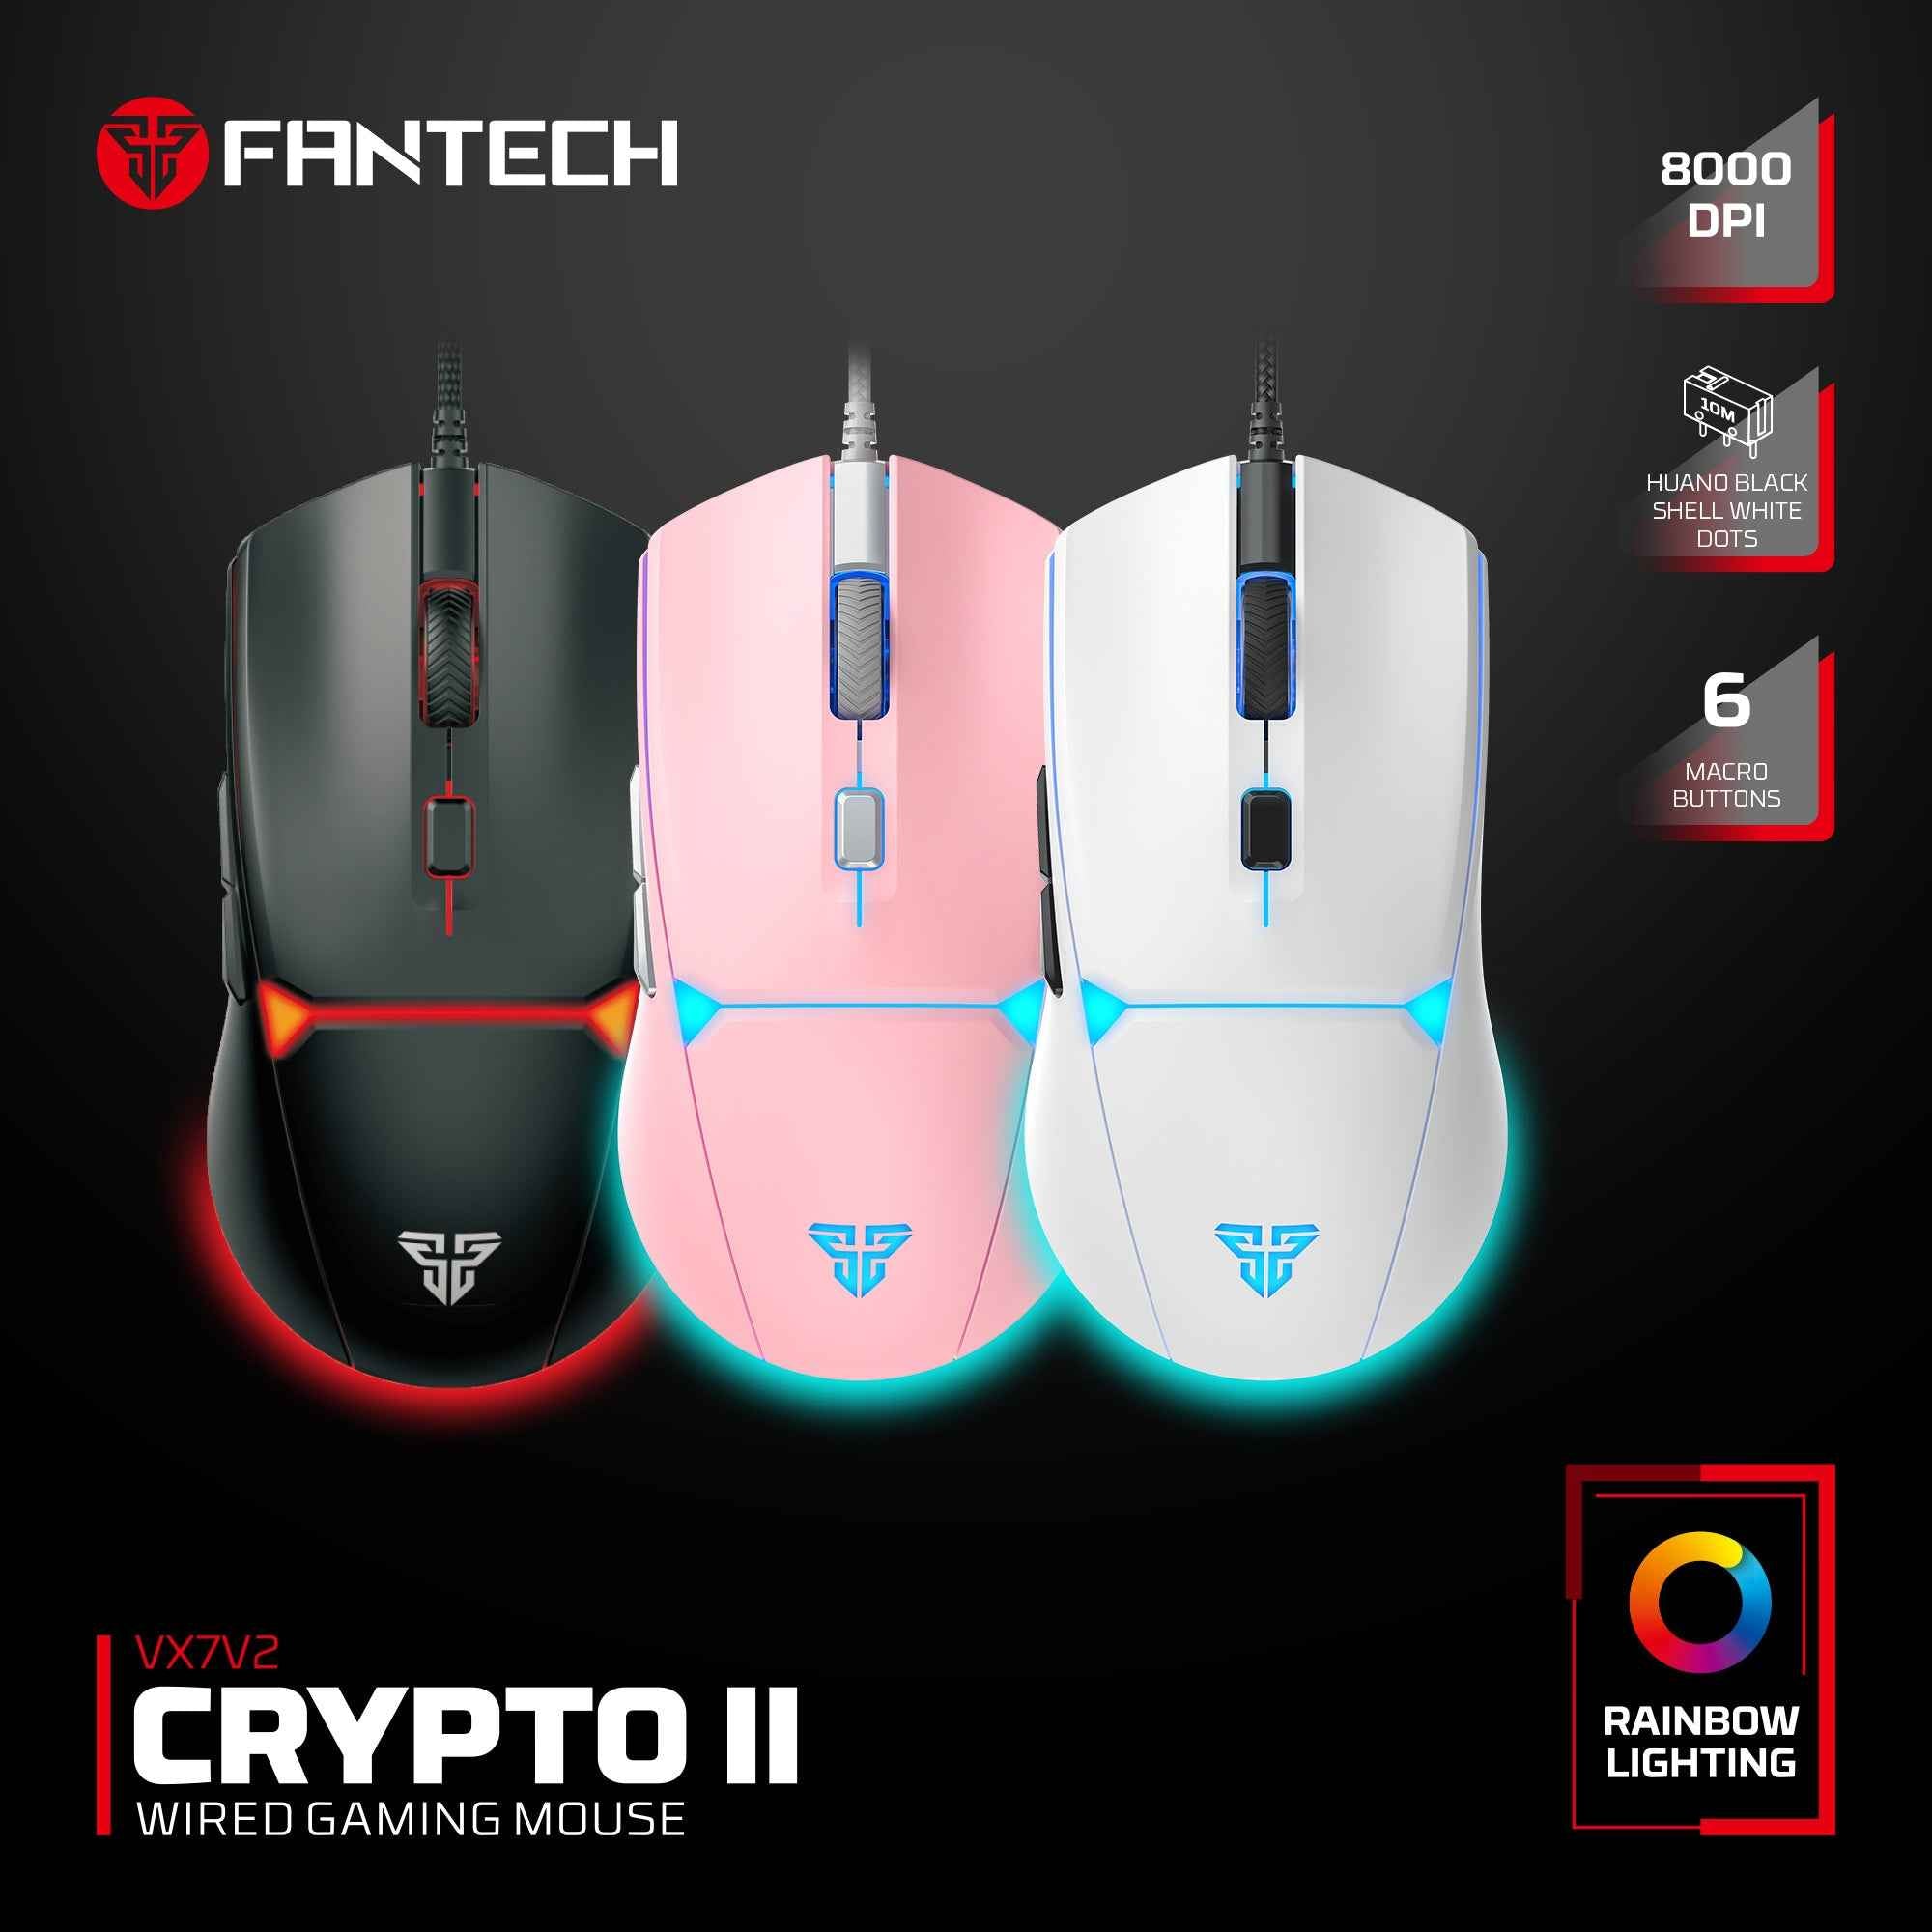 FANTECH
8000
DPI
10M
HUANO BLACK
SHELL WHITE
DOTS
6
MACRO
BUTTONS
VX7V2
CRYPTO II
WIRED GAMING MOUSE
RAINBOW
LIGHTING